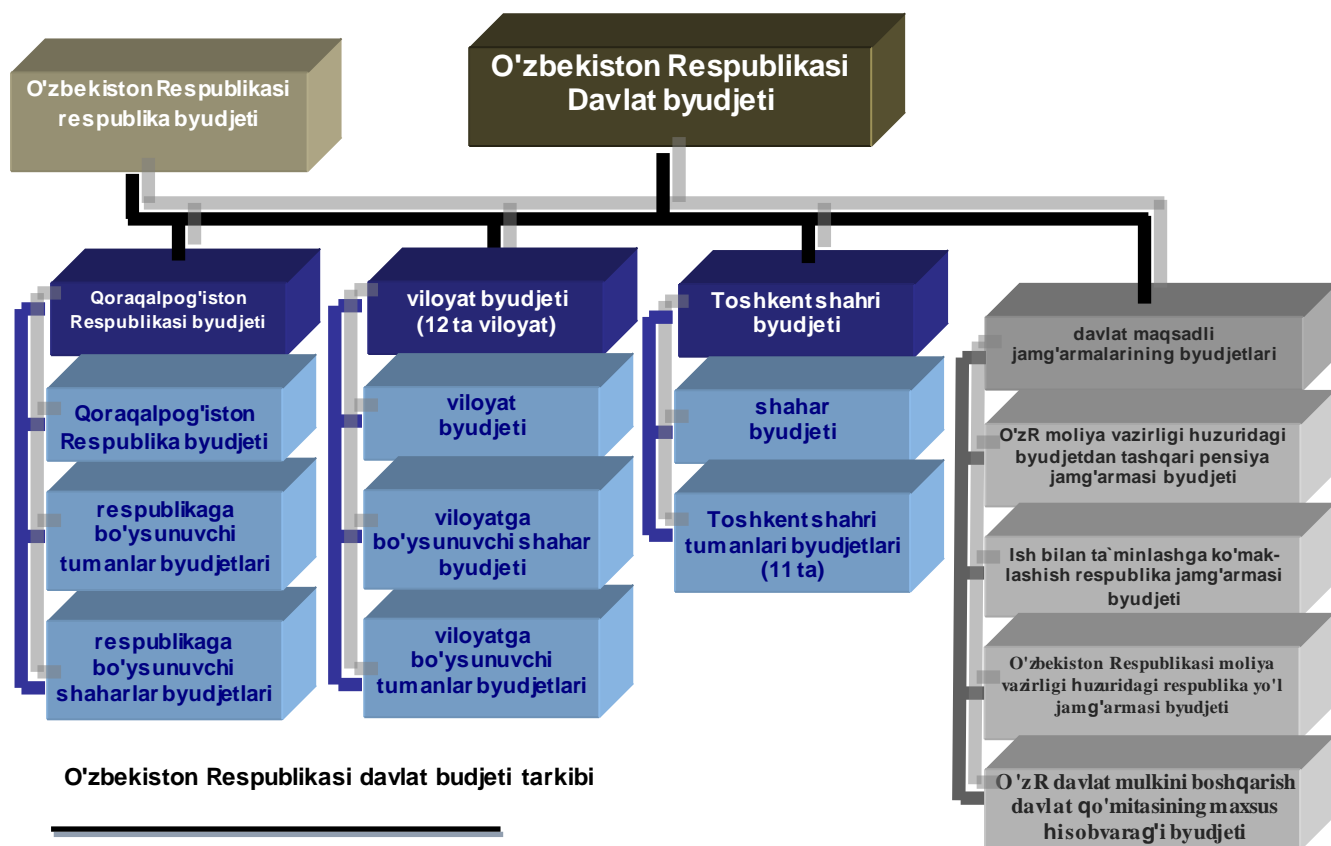 O'zbekiston Respublikasi
respublika byudjeti
O'zbekiston Respublikasi
Davlat byudjeti
Qoraqalpog'iston
Respublikasi byudjeti
Qoraqalpog'iston
Respublika byudjeti
respublikaga
bo'ysunuvchi
tumanlar byudjetlari
respublikaga
bo'ysunuvchi
shaharlar byudjetlari
viloyat byudjeti
(12 ta viloyat)
viloyat
byudjeti
viloyatga
bo'ysunuvchi shahar
byudjeti
viloyatga
bo'ysunuvchi
tumanlar byudjetlari
Toshkent shahri
byudjeti
shahar
byudjeti
Toshkent shahri
tumanlari byudjetlari
(11 ta)
davlat maqsadli
jamg'armalarining byudjetlari
O'zR moliya vazirligi huzuridagi
byudjetdan tashqari pensiya
jamg'armasi byudjeti
Ish bilan ta`minlashga ko'mak-
lashish respublika jamg'armasi
byudjeti
O'zbekiston Respublikasi moliya
vazirligi huzuridagi respublika yo'l
jamg'armasi byudjeti
O'zR davlat mulkini boshqarish
davlat qo'mitasining maxsus
hisobvarag'i byudjeti
O'zbekiston Respublikasi davlat budjeti tarkibi